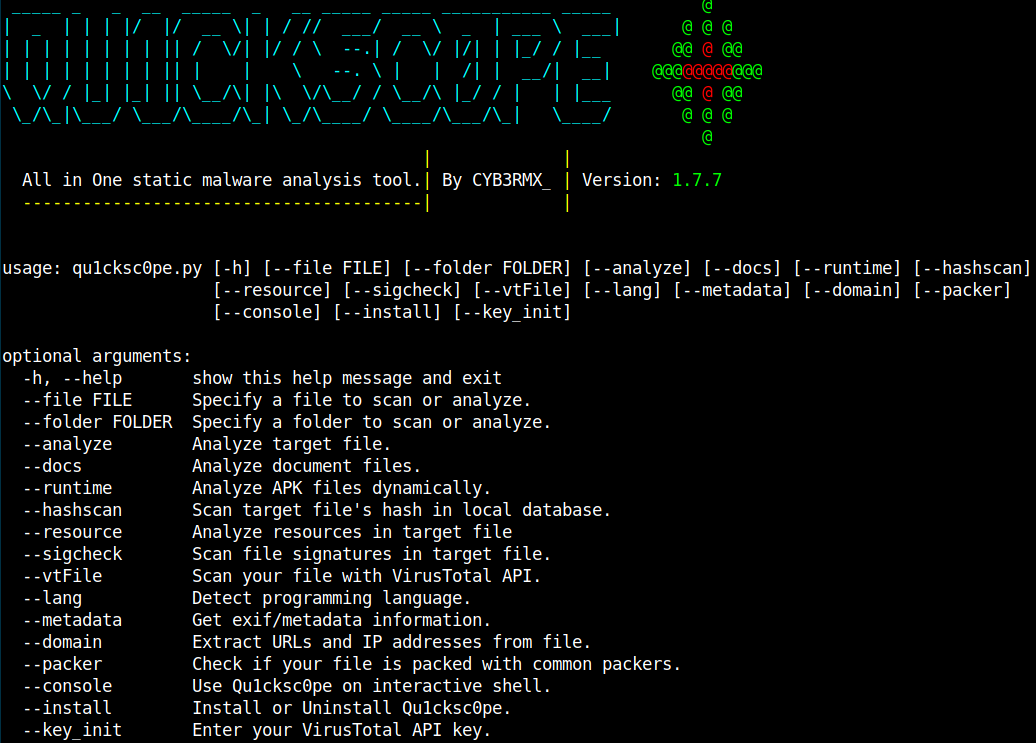 QU1CKSC0PE
All in One static malware analysis tool.| By CYB3RMX_ | Version: 1.7.7
usage: qu1cksc0pe.py [-h] [--file FILE] [--folder FOLDER] [--analyze] [--docs] [--runtime] [--hashscan]
[--resource] [--sigcheck] [--vtFile] [--lang] [--metadata] [--domain] [--packer]
[--console] [--install] [--key_init]
optional arguments:
-h, --help show this help message and exit
--file FILE Specify a file to scan or analyze.
--folder FOLDER Specify a folder to scan or analyze.
--analyze Analyze target file.
--docs Analyze document files.
--runtime Analyze APK files dynamically.
--hashscan Scan target file's hash in local database.
--resource Analyze resources in target file
--sigcheck Scan file signatures in target file.
--vtFile Scan your file with VirusTotal API.
--lang Detect programming language.
--metadata Get exif/metadata information.
--domain Extract URLs and IP addresses from file.
--packer Check if your file is packed with common packers.
--console Use Qu1cksc0pe on interactive shell.
--install Install or Uninstall Qu1cksc0pe.
--key_init Enter your VirusTotal API key.